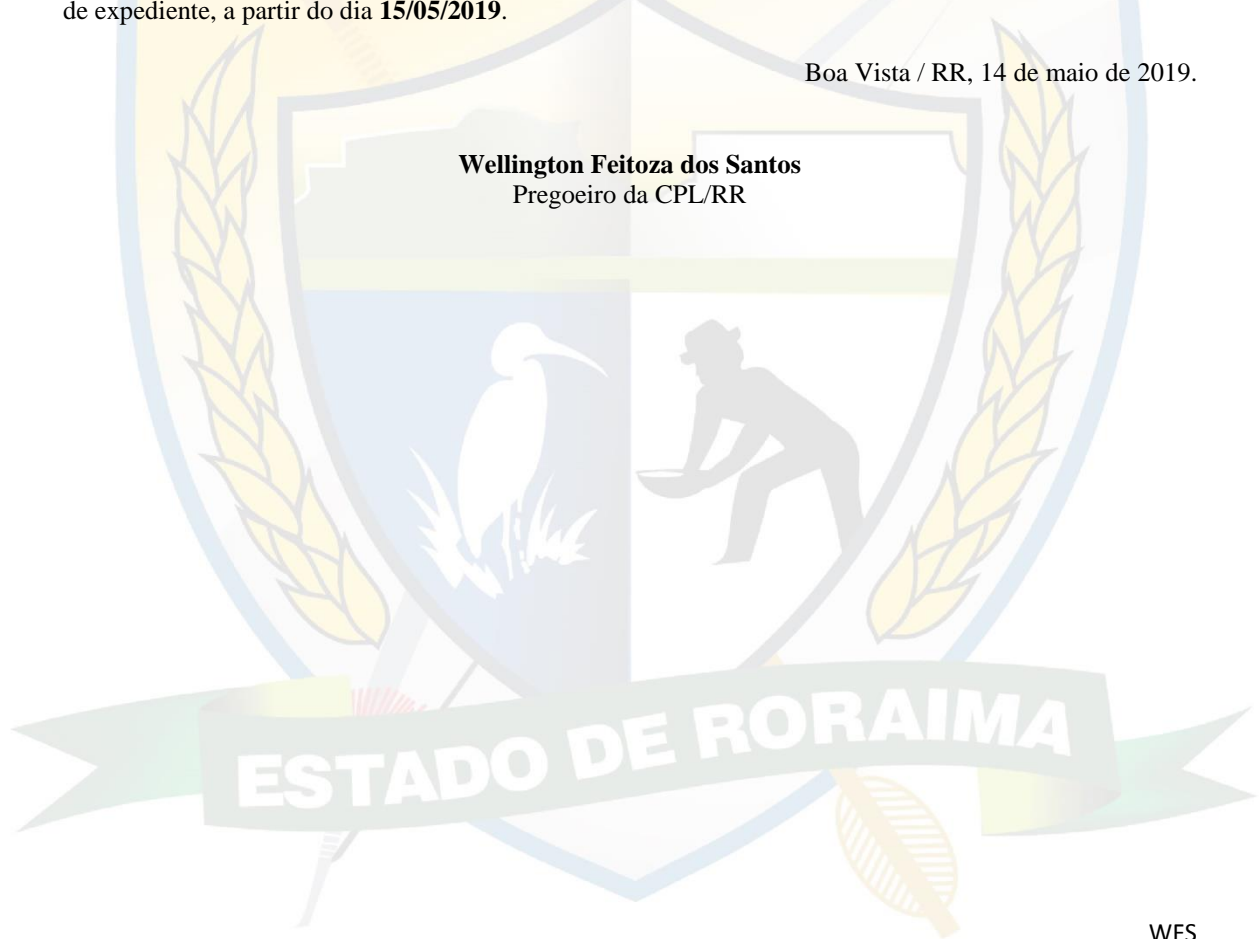 de expediente, a partir do dia 15/05/2019.
Boa Vista / RR, 14 de maio de 2019.
Wellington Feitoza dos Santos
Pregoeiro da CPL/RR
ESTADO DE RORAIMA
WFS